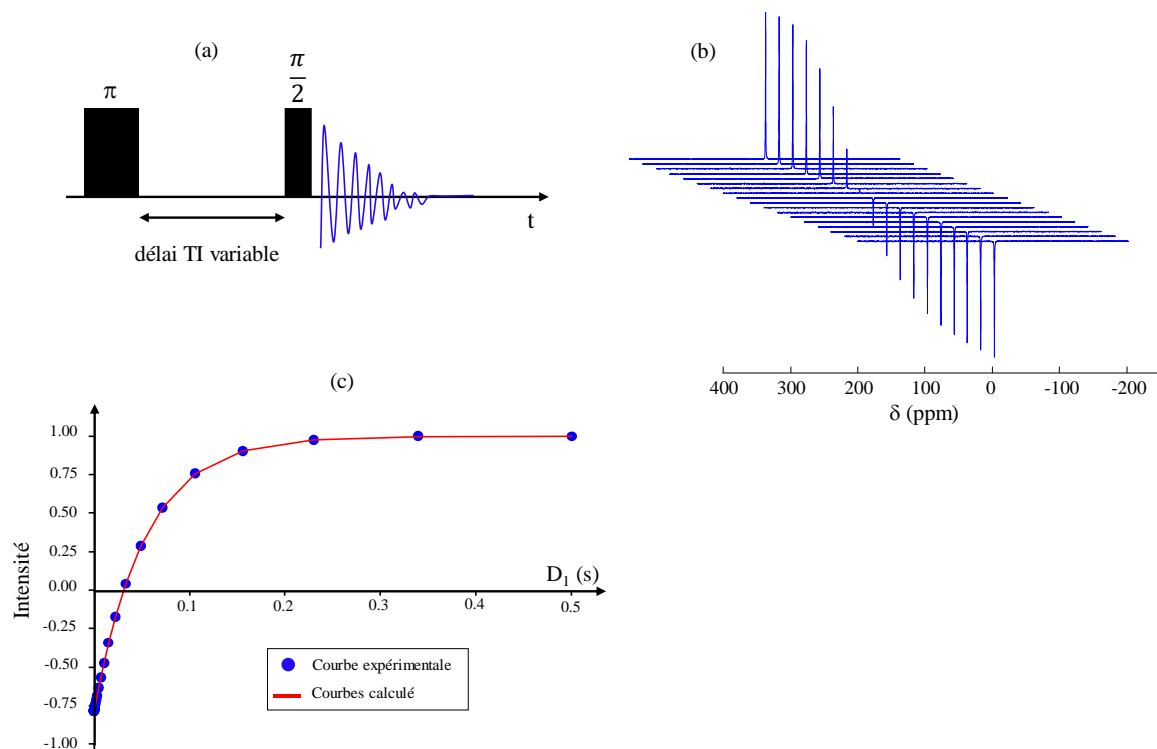 (a)
π
π
2
t
délai TI variable
(b)
400 300 200 100 0 -100 -200
δ (ppm)
(c)
1.00
0.75
0.50
0.25
0.00
-0.25
-0.50
-0.75
-1.00
Intensité
D1 (s)
0.1 0.2 0.3 0.4 0.5
Courbe expérimentale
Courbes calculé